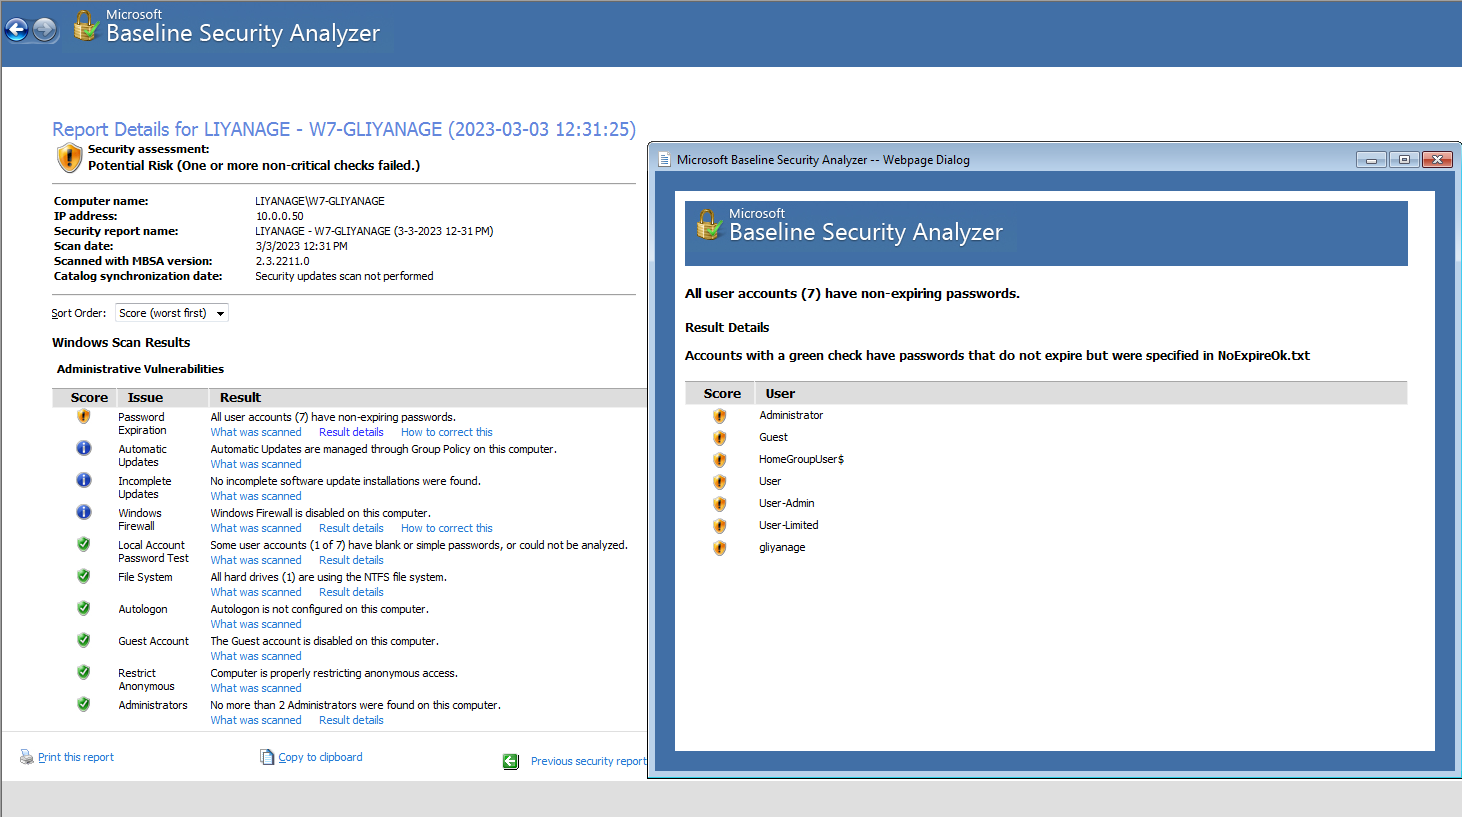 Microsoft
Baseline Security Analyzer
Report Details for LIYANAGE - W7-GLIYANAGE (2023-03-03 12:31:25)
Security assessment:
Potential Risk (One or more non-critical checks failed.)
Computer name: LIYANAGE\W7-GLIYANAGE
IP address: 10.0.0.50
Security report name: LIYANAGE - W7-GLIYANAGE (3-3-2023 12-31 PM)
Scan date: 3/3/2023 12:31 PM
Scanned with MBSA version: 2.3.2211.0
Catalog synchronization date: Security updates scan not performed
Sort Order: Score (worst first)
Windows Scan Results
Administrative Vulnerabilities
Score Issue Result
Password Expiration All user accounts (7) have non-expiring passwords.
What was scanned Result details How to correct this
Automatic Updates Automatic Updates are managed through Group Policy on this computer.
What was scanned
Incomplete Updates No incomplete software update installations were found.
What was scanned
Windows Firewall Windows Firewall is disabled on this computer.
What was scanned Result details How to correct this
Local Account Password Test Some user accounts (1 of 7) have blank or simple passwords, or could not be analyzed.
What was scanned Result details
File System All hard drives (1) are using the NTFS file system.
What was scanned Result details
Autologon Autologon is not configured on this computer.
What was scanned
Guest Account The Guest account is disabled on this computer.
What was scanned
Restrict Anonymous Computer is properly restricting anonymous access.
What was scanned
Administrators No more than 2 Administrators were found on this computer.
What was scanned Result details
Print this report Copy to clipboard Previous security report
Microsoft Baseline Security Analyzer -- Webpage Dialog
Microsoft
Baseline Security Analyzer
All user accounts (7) have non-expiring passwords.
Result Details
Accounts with a green check have passwords that do not expire but were specified in NoExpireOk.txt
Score User
Administrator
Guest
HomeGroupUser$
User
User-Admin
User-Limited
gliyanage